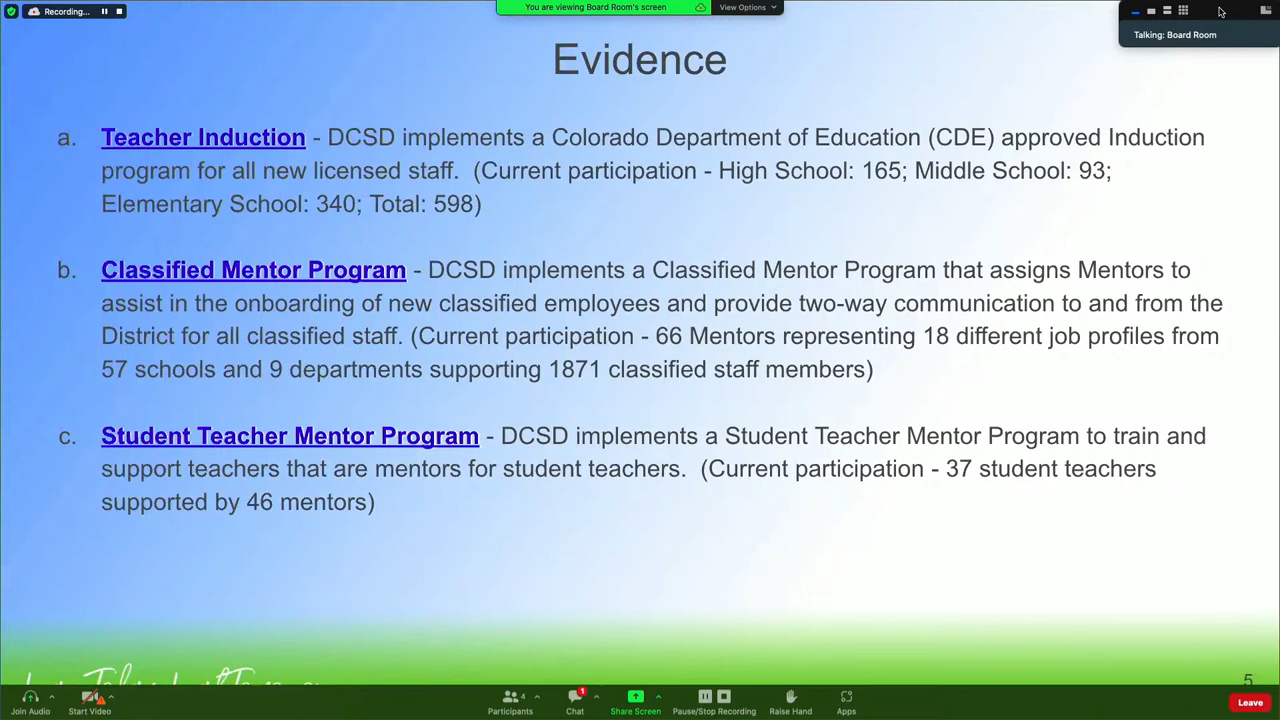 Recording...
You are viewing Board Room's screen
View Options
Talking: Board Room
Evidence
a. Teacher Induction - DCSD implements a Colorado Department of Education (CDE) approved Induction
program for all new licensed staff. (Current participation - High School: 165; Middle School: 93;
Elementary School: 340; Total: 598)
b. Classified Mentor Program - DCSD implements a Classified Mentor Program that assigns Mentors to
assist in the onboarding of new classified employees and provide two-way communication to and from the
District for all classified staff. (Current participation - 66 Mentors representing 18 different job profiles from
57 schools and 9 departments supporting 1871 classified staff members)
c. Student Teacher Mentor Program - DCSD implements a Student Teacher Mentor Program to train and
support teachers that are mentors for student teachers. (Current participation - 37 student teachers
supported by 46 mentors)
5
Join Audio
Start Video
4
Participants
1
Chat
Share Screen
Pause/Stop Recording
Raise Hand
Apps
Leave